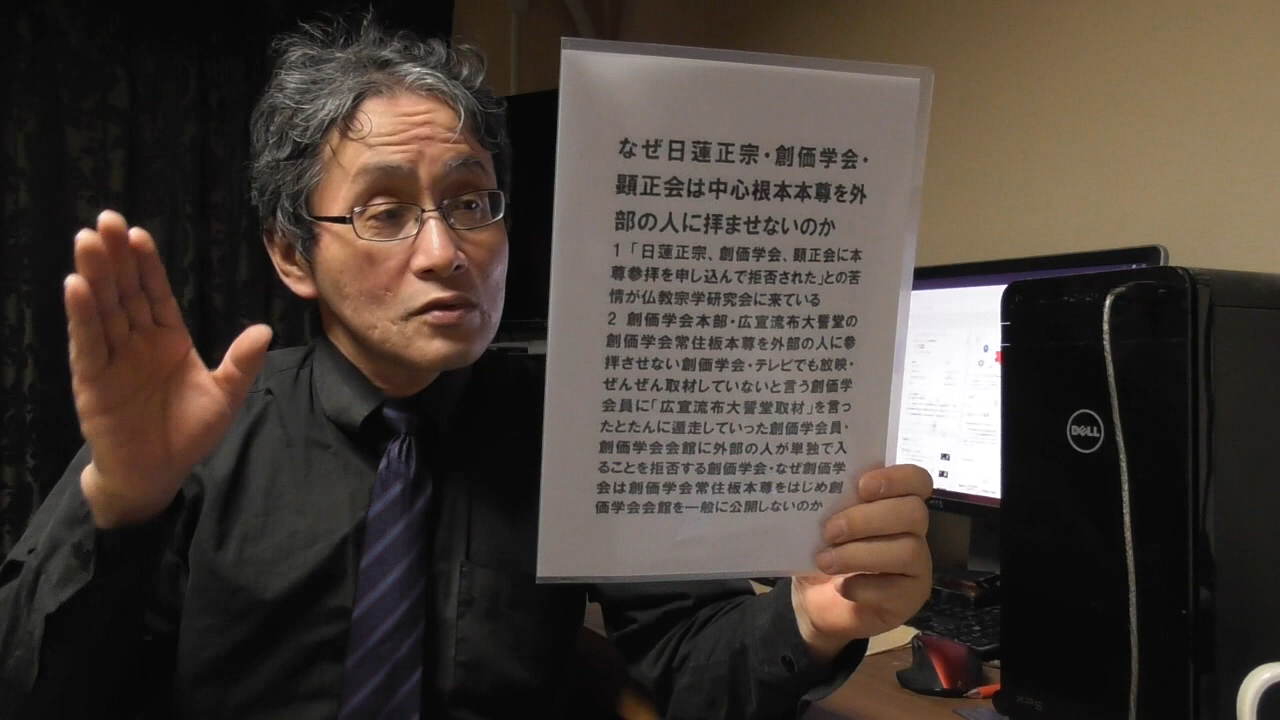 なぜ日蓮正宗・創価学会・
顕正会は中心根本本尊を外
部の人に拝ませないのか
1「日蓮正宗、創価学会、顕正会に本
尊参拝を申し込んで拒否された」との苦
情が仏教宗学研究会に来ている
2 創価学会本部・広宣流布大誓堂の
創価学会常住板本尊を外部の人に参
拝させない創価学会・テレビでも放映・
ぜんぜん取材していないと言う創価学
会員に「広宣流布大誓堂取材」を言っ
たとたんに遁走していった創価学会員・
創価学会会館に外部の人が単独で入
ることを拒否する創価学会・なぜ創価学
会は創価学会常住板本尊をはじめ創
価学会会館を一般に公開しないのか
DELL